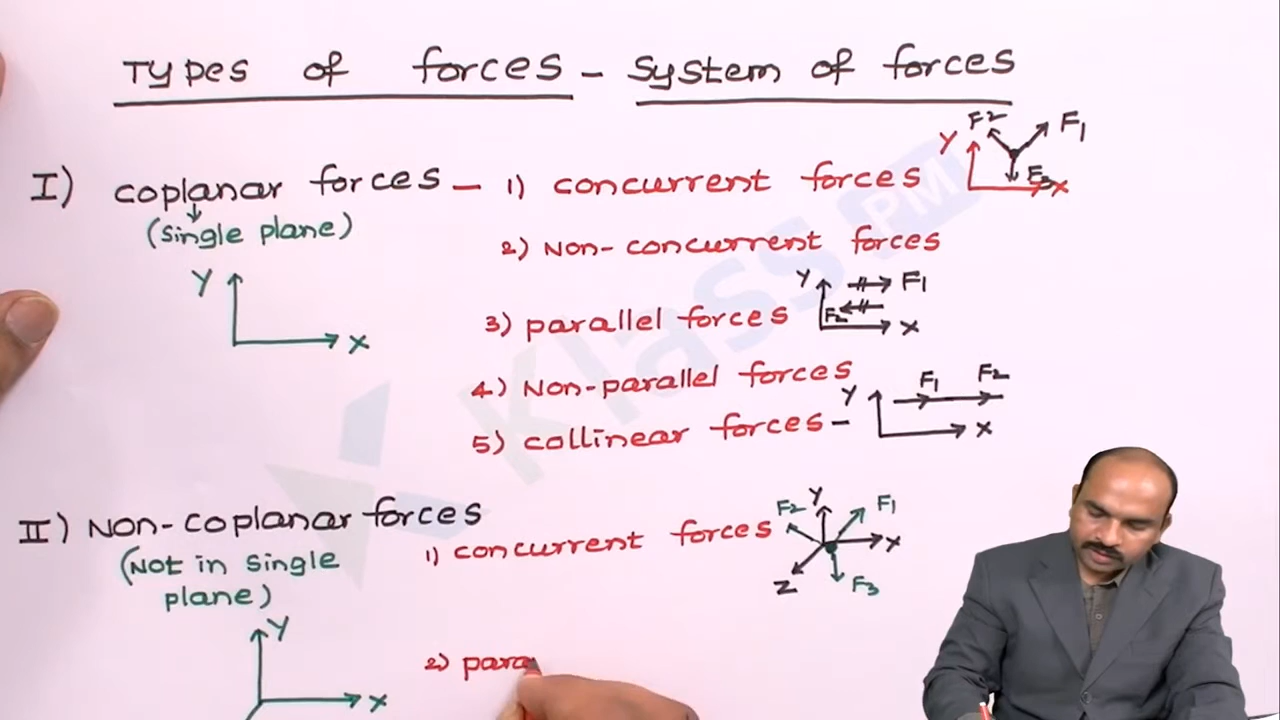 Types of forces - System of forces
I) coplanar forces - 1) concurrent forces
(single plane)
Y
X
Y
X
F2
F1
F3
2) Non-concurrent forces
3) parallel forces
Y
X
F1
F2
4) Non-parallel forces
5) collinear forces -
Y
X
F1
F2
II) Non-coplanar forces
(Not in single
plane)
Y
X
1) concurrent forces
F2
Y
F1
X
Z
F3
2) para
Klass PM